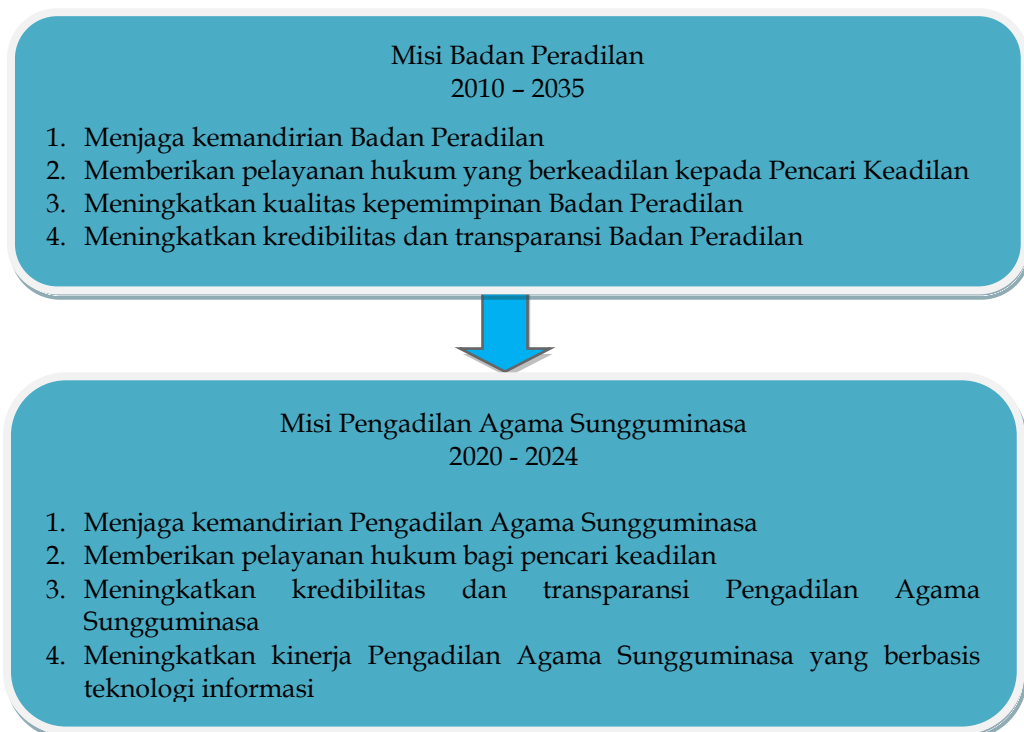 Misi Badan Peradilan
2010 – 2035
1. Menjaga kemandirian Badan Peradilan
2. Memberikan pelayanan hukum yang berkeadilan kepada Pencari Keadilan
3. Meningkatkan kualitas kepemimpinan Badan Peradilan
4. Meningkatkan kredibilitas dan transparansi Badan Peradilan
Misi Pengadilan Agama Sungguminasa
2020 - 2024
1. Menjaga kemandirian Pengadilan Agama Sungguminasa
2. Memberikan pelayanan hukum bagi pencari keadilan
3. Meningkatkan kredibilitas dan transparansi Pengadilan Agama
Sungguminasa
4. Meningkatkan kinerja Pengadilan Agama Sungguminasa yang berbasis
teknologi informasi